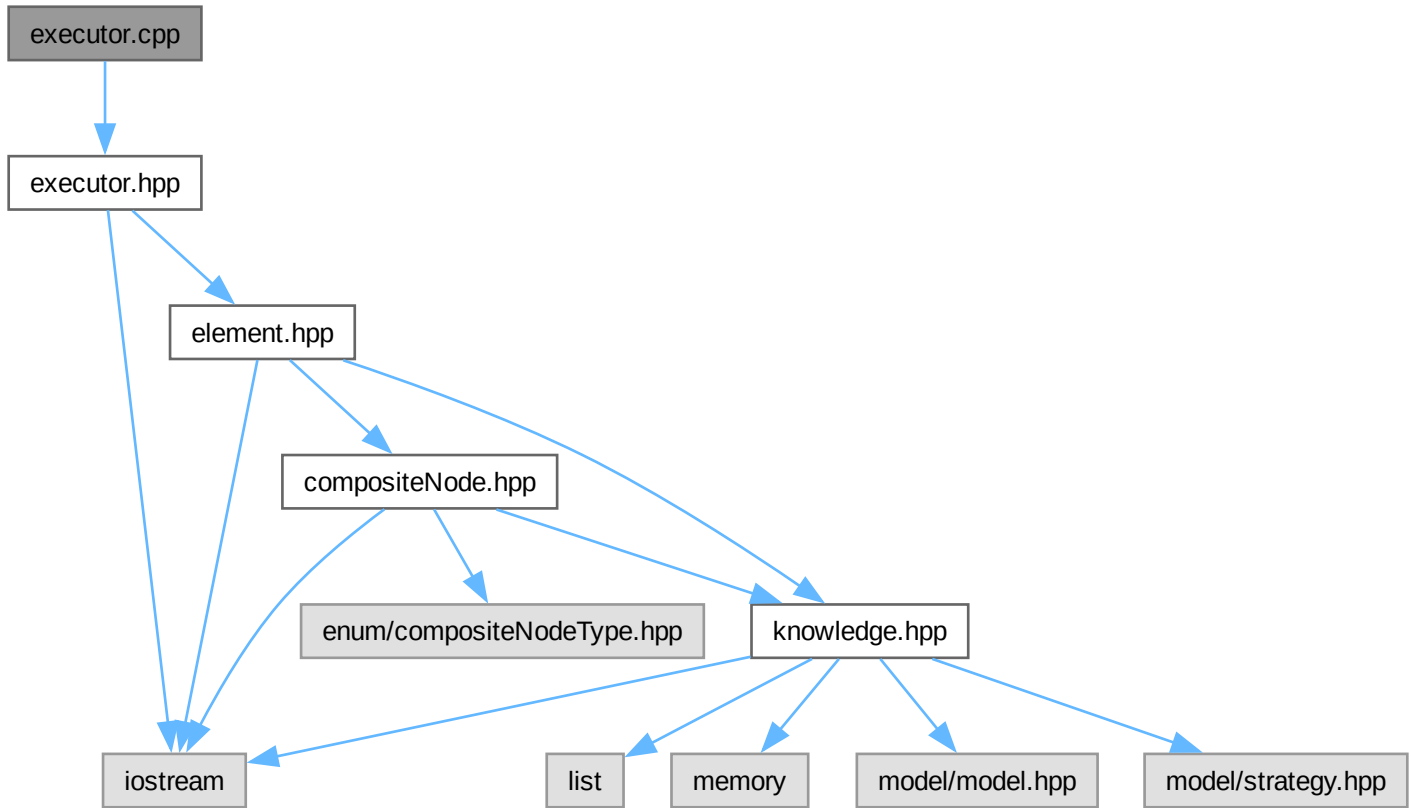 executor.cpp
executor.hpp
element.hpp
compositeNode.hpp
enum/compositeNodeType.hpp
knowledge.hpp
iostream
list
memory
model/model.hpp
model/strategy.hpp